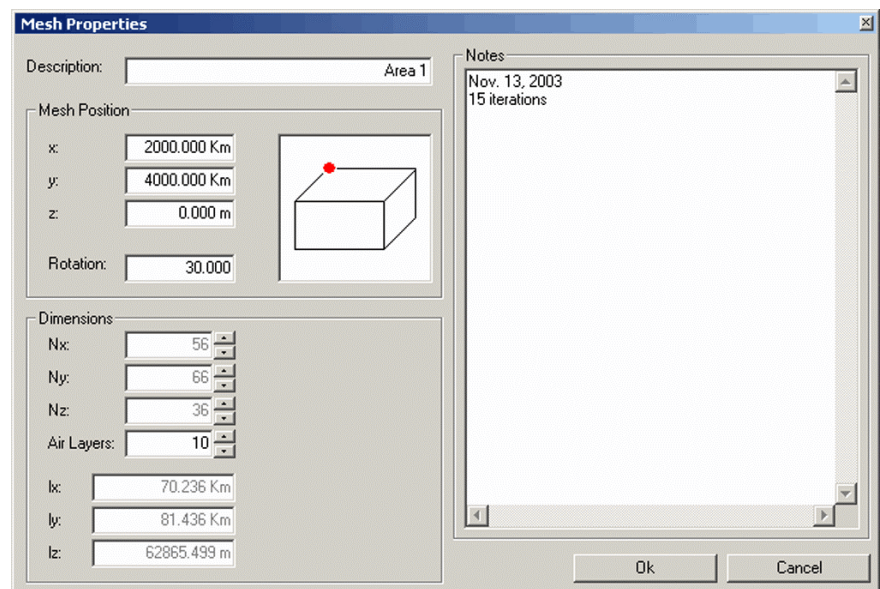 Mesh Properties
Description: Area 1
Mesh Position
x: 2000.000 Km
y: 4000.000 Km
z: 0.000 m
Rotation: 30.000
Dimensions
Nx: 56
Ny: 66
Nz: 36
Air Layers: 10
lx: 70.236 Km
ly: 81.436 Km
lz: 62865.499 m
Notes
Nov. 13, 2003
15 iterations
Ok
Cancel